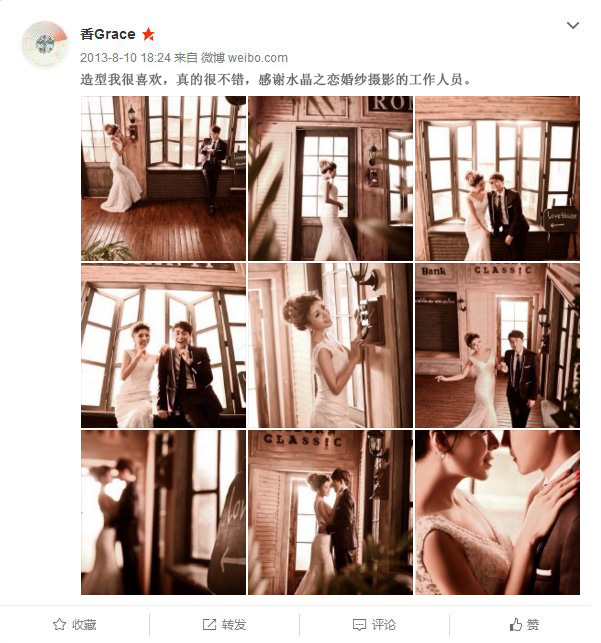 香Grace
2013-8-10 18:24 来自 微博 weibo.com
造型我很喜欢，真的很不错，感谢水晶之恋婚纱摄影的工作人员。
Love House
Bank
CLASSIC
CLASSIC
收藏
转发
评论
赞